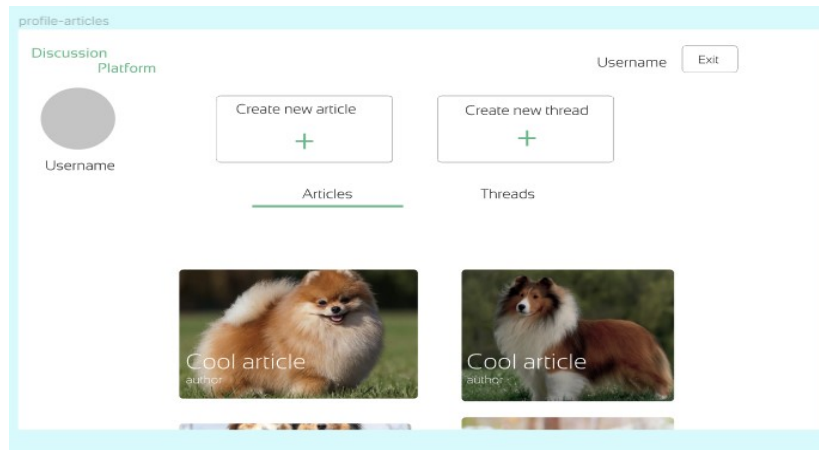 profile-articles
Discussion
Platform
Username
Exit
Username
Create new article
+
Create new thread
+
Articles
Threads
Cool article
author
Cool article
author